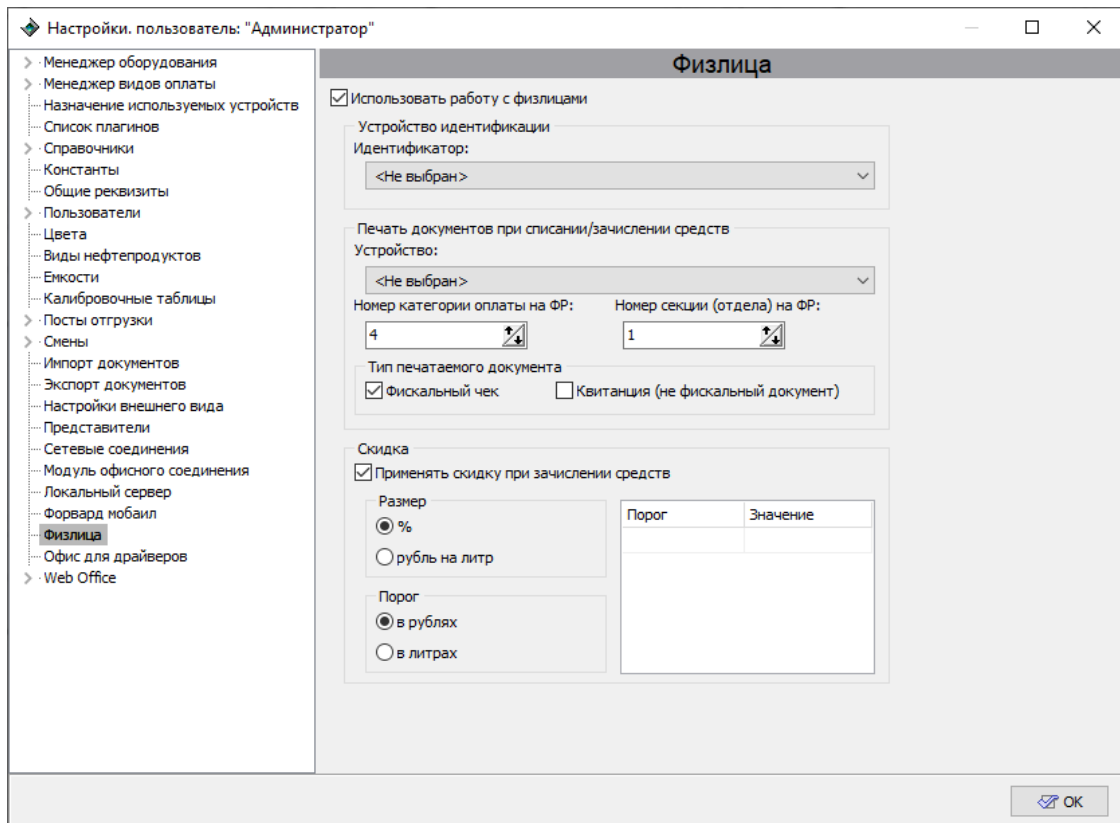 Настройки. пользователь: "Администратор"
Менеджер оборудования
Менеджер видов оплаты
Назначение используемых устройств
Список плагинов
Справочники
Константы
Общие реквизиты
Пользователи
Цвета
Виды нефтепродуктов
Емкости
Калибровочные таблицы
Посты отгрузки
Смены
Импорт документов
Экспорт документов
Настройки внешнего вида
Представители
Сетевые соединения
Модуль офисного соединения
Локальный сервер
Форвард мобаил
Физлица
Офис для драйверов
Web Office
Физлица
Использовать работу с физлицами
Устройство идентификации
Идентификатор:
<Не выбран>
Печать документов при списании/зачислении средств
Устройство:
<Не выбран>
Номер категории оплаты на ФР: Номер секции (отдела) на ФР:
4 1
Тип печатаемого документа
Фискальный чек Квитанция (не фискальный документ)
Скидка
Применять скидку при зачислении средств
Размер
%
рубль на литр
Порог
в рублях
в литрах
Порог Значение
OK